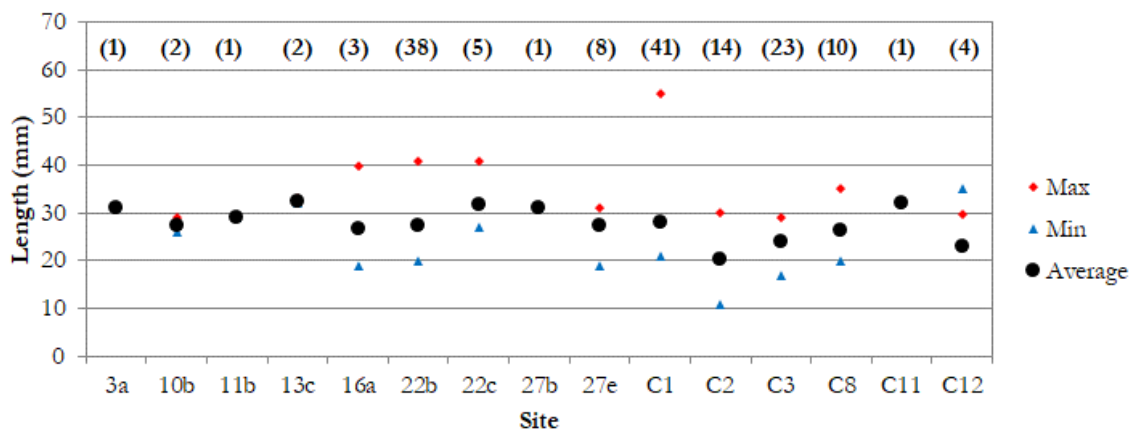 70
(1) (2) (1) (2) (3) (38) (5) (1) (8) (41) (14) (23) (10) (1) (4)
60
50
40
30
20
10
0
Length (mm)
3a 10b 11b 13c 16a 22b 22c 27b 27e C1 C2 C3 C8 C11 C12
Site
Max
Min
Average